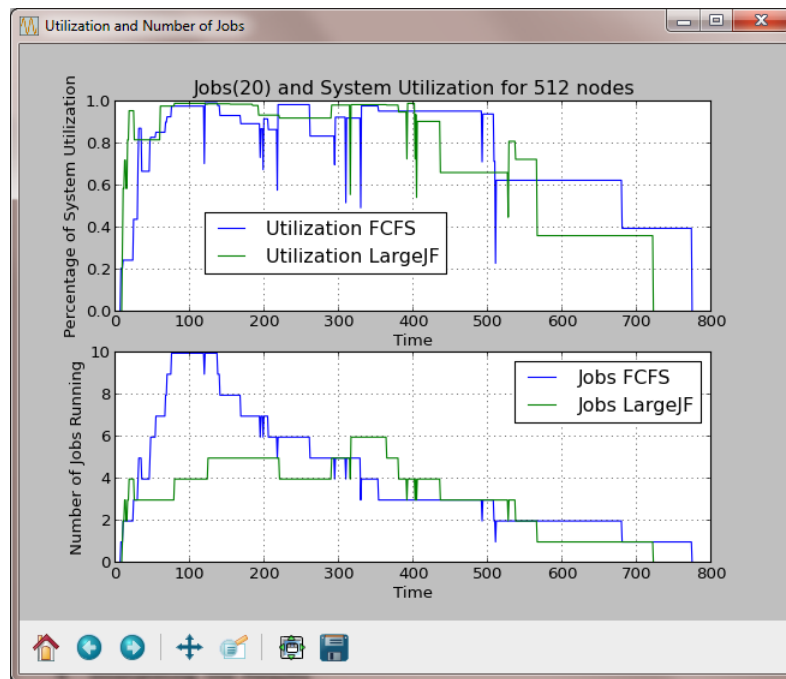 Utilization and Number of Jobs
Jobs(20) and System Utilization for 512 nodes
Percentage of System Utilization
1.0
0.8
0.6
0.4
0.2
0.0
Utilization FCFS
Utilization LargeJF
0 100 200 300 400 500 600 700 800
Time
Number of Jobs Running
10
8
6
4
2
0
Jobs FCFS
Jobs LargeJF
0 100 200 300 400 500 600 700 800
Time